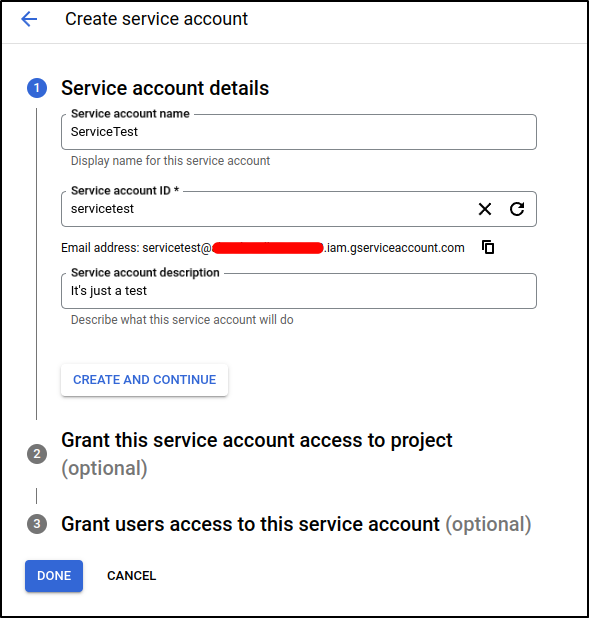 Create service account
1
Service account details
Service account name
ServiceTest
Display name for this service account
Service account ID *
servicetest
Email address: servicetest@.iam.gserviceaccount.com
Service account description
It's just a test
Describe what this service account will do
CREATE AND CONTINUE
2
Grant this service account access to project
(optional)
3
Grant users access to this service account (optional)
DONE CANCEL